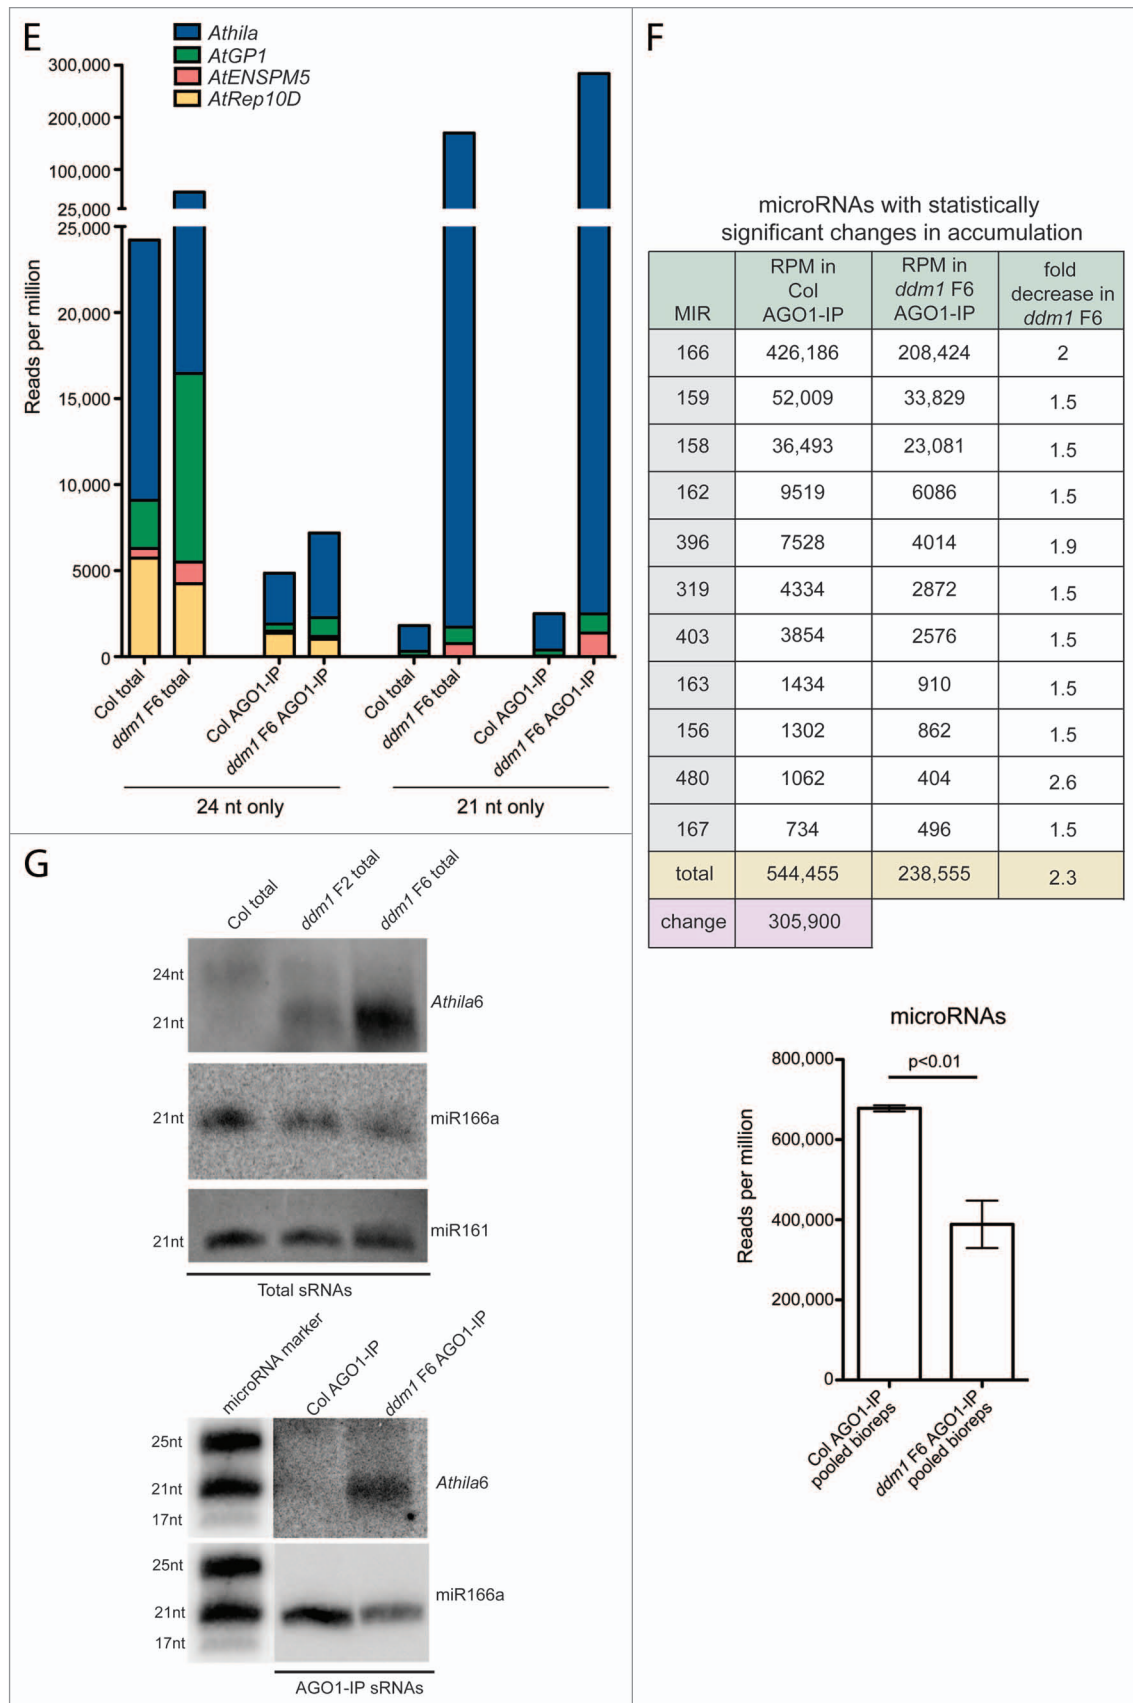 E
Athila
AtGP1
AtENSPM5
AtRep10D
300,000
200,000
100,000
25,000
25,000
20,000
15,000
10,000
5000
0
Reads per million
Col total
ddm1 F6 total
Col AGO1-IP
ddm1 F6 AGO1-IP
Col total
ddm1 F6 total
Col AGO1-IP
ddm1 F6 AGO1-IP
24 nt only
21 nt only
F
microRNAs with statistically
significant changes in accumulation
MIR
RPM in
Col
AGO1-IP
RPM in
ddm1 F6
AGO1-IP
fold
decrease in
ddm1 F6
166 426,186 208,424 2
159 52,009 33,829 1.5
158 36,493 23,081 1.5
162 9519 6086 1.5
396 7528 4014 1.9
319 4334 2872 1.5
403 3854 2576 1.5
163 1434 910 1.5
156 1302 862 1.5
480 1062 404 2.6
167 734 496 1.5
total 544,455 238,555 2.3
change 305,900
microRNAs
p<0.01
800,000
600,000
400,000
200,000
0
Reads per million
Col AGO1-IP
pooled bioreps
ddm1 F6 AGO1-IP
pooled bioreps
G
Col total
ddm1 F2 total
ddm1 F6 total
24nt
21nt
Athila6
21nt
miR166a
21nt
miR161
Total sRNAs
microRNA marker
Col AGO1-IP
ddm1 F6 AGO1-IP
25nt
21nt
17nt
Athila6
25nt
21nt
17nt
miR166a
AGO1-IP sRNAs